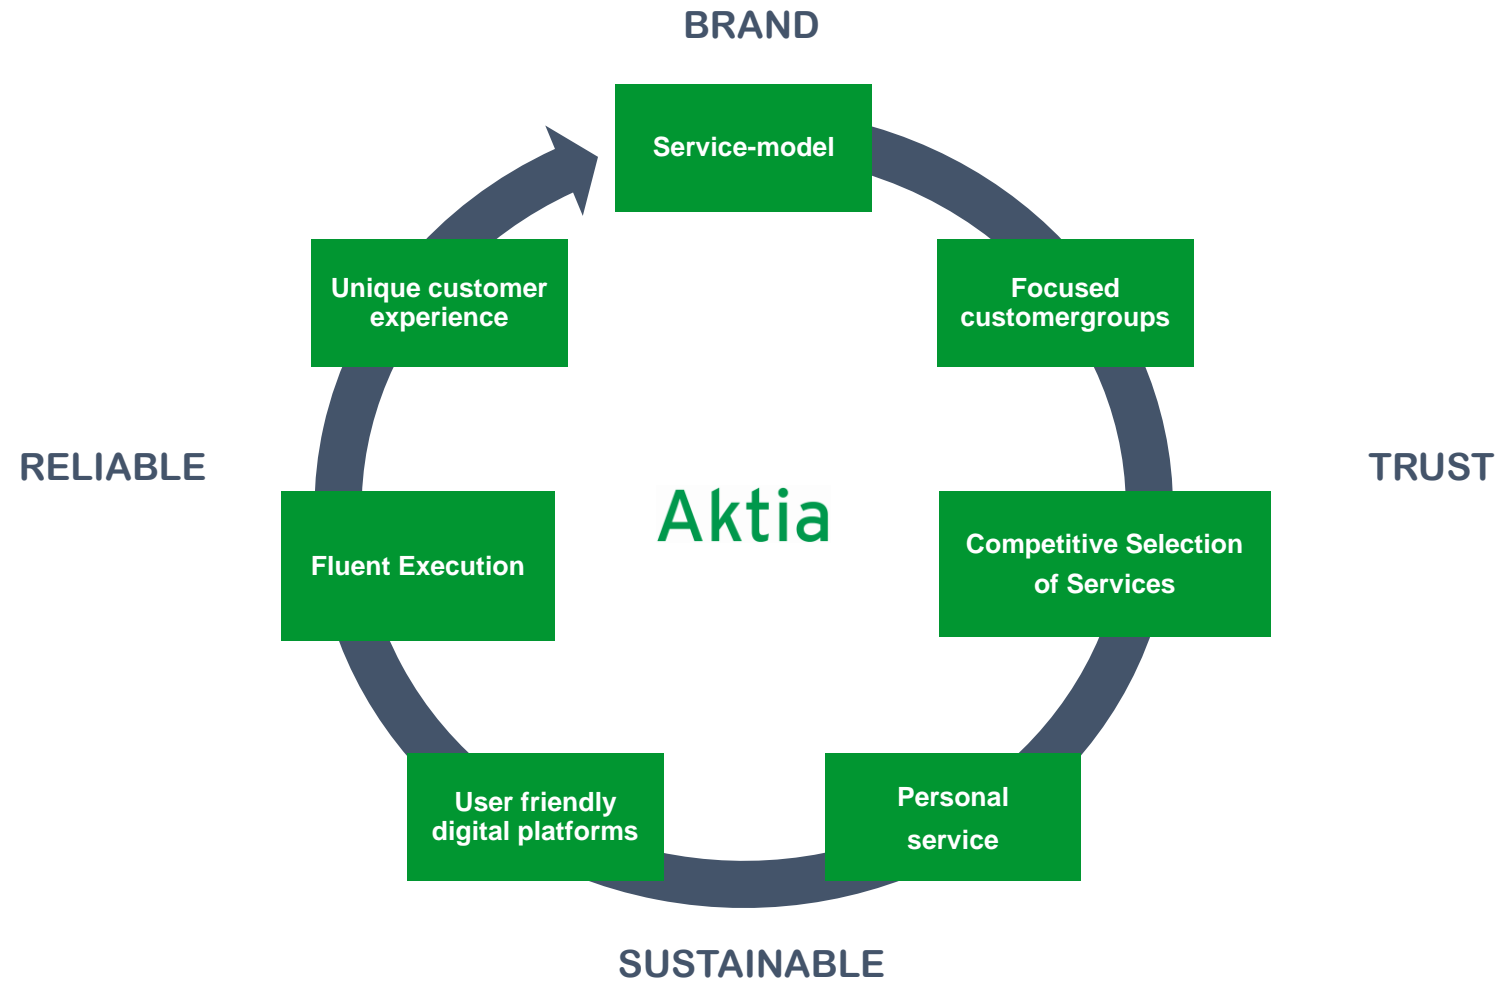 BRAND
Service-model
Unique customer
experience
Focused
customergroups
RELIABLE
TRUST
Aktia
Fluent Execution
Competitive Selection
of Services
User friendly
digital platforms
Personal
service
SUSTAINABLE